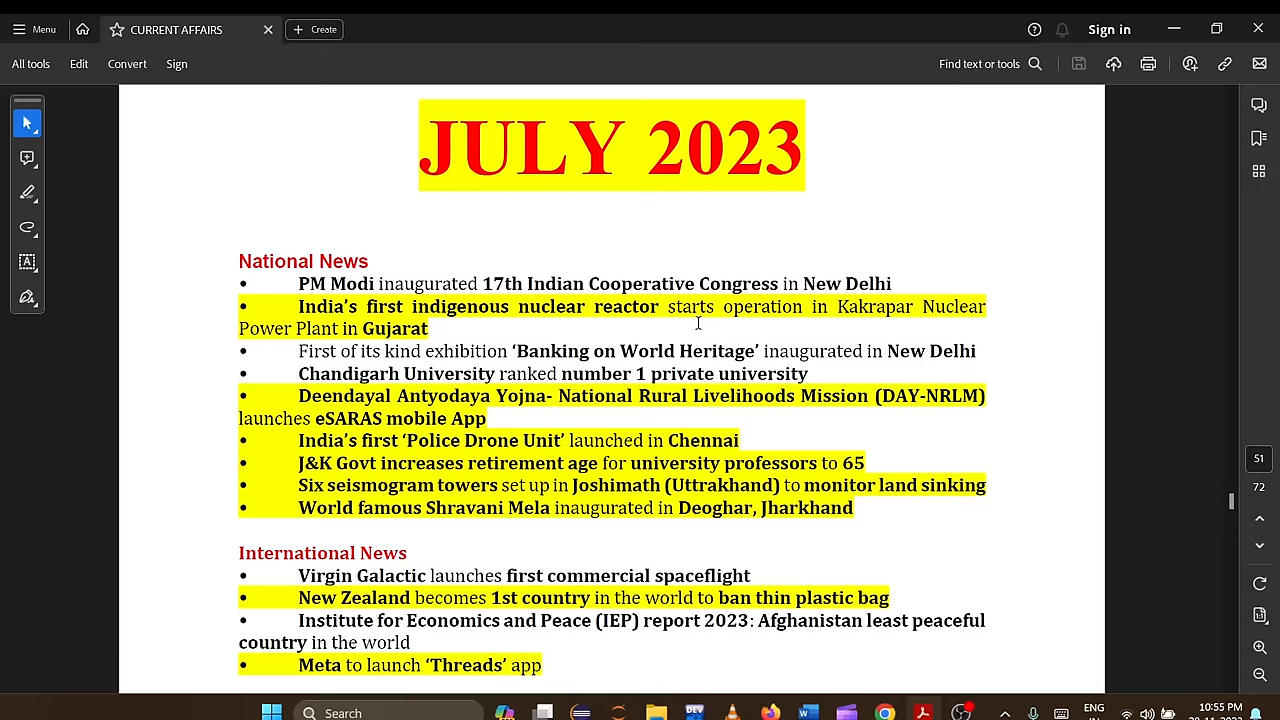 Menu
CURRENT AFFAIRS
Create
Sign in
All tools Edit Convert Sign
Find text or tools
JULY 2023
National News
• PM Modi inaugurated 17th Indian Cooperative Congress in New Delhi
• India's first indigenous nuclear reactor starts operation in Kakrapar Nuclear
Power Plant in Gujarat
• First of its kind exhibition 'Banking on World Heritage' inaugurated in New Delhi
• Chandigarh University ranked number 1 private university
• Deendayal Antyodaya Yojna- National Rural Livelihoods Mission (DAY-NRLM)
launches eSARAS mobile App
• India's first 'Police Drone Unit' launched in Chennai
• J&K Govt increases retirement age for university professors to 65
• Six seismogram towers set up in Joshimath (Uttrakhand) to monitor land sinking
• World famous Shravani Mela inaugurated in Deoghar, Jharkhand
International News
• Virgin Galactic launches first commercial spaceflight
• New Zealand becomes 1st country in the world to ban thin plastic bag
• Institute for Economics and Peace (IEP) report 2023: Afghanistan least peaceful
country in the world
• Meta to launch 'Threads' app
51
72
Search
DEV
ENG
10:55 PM